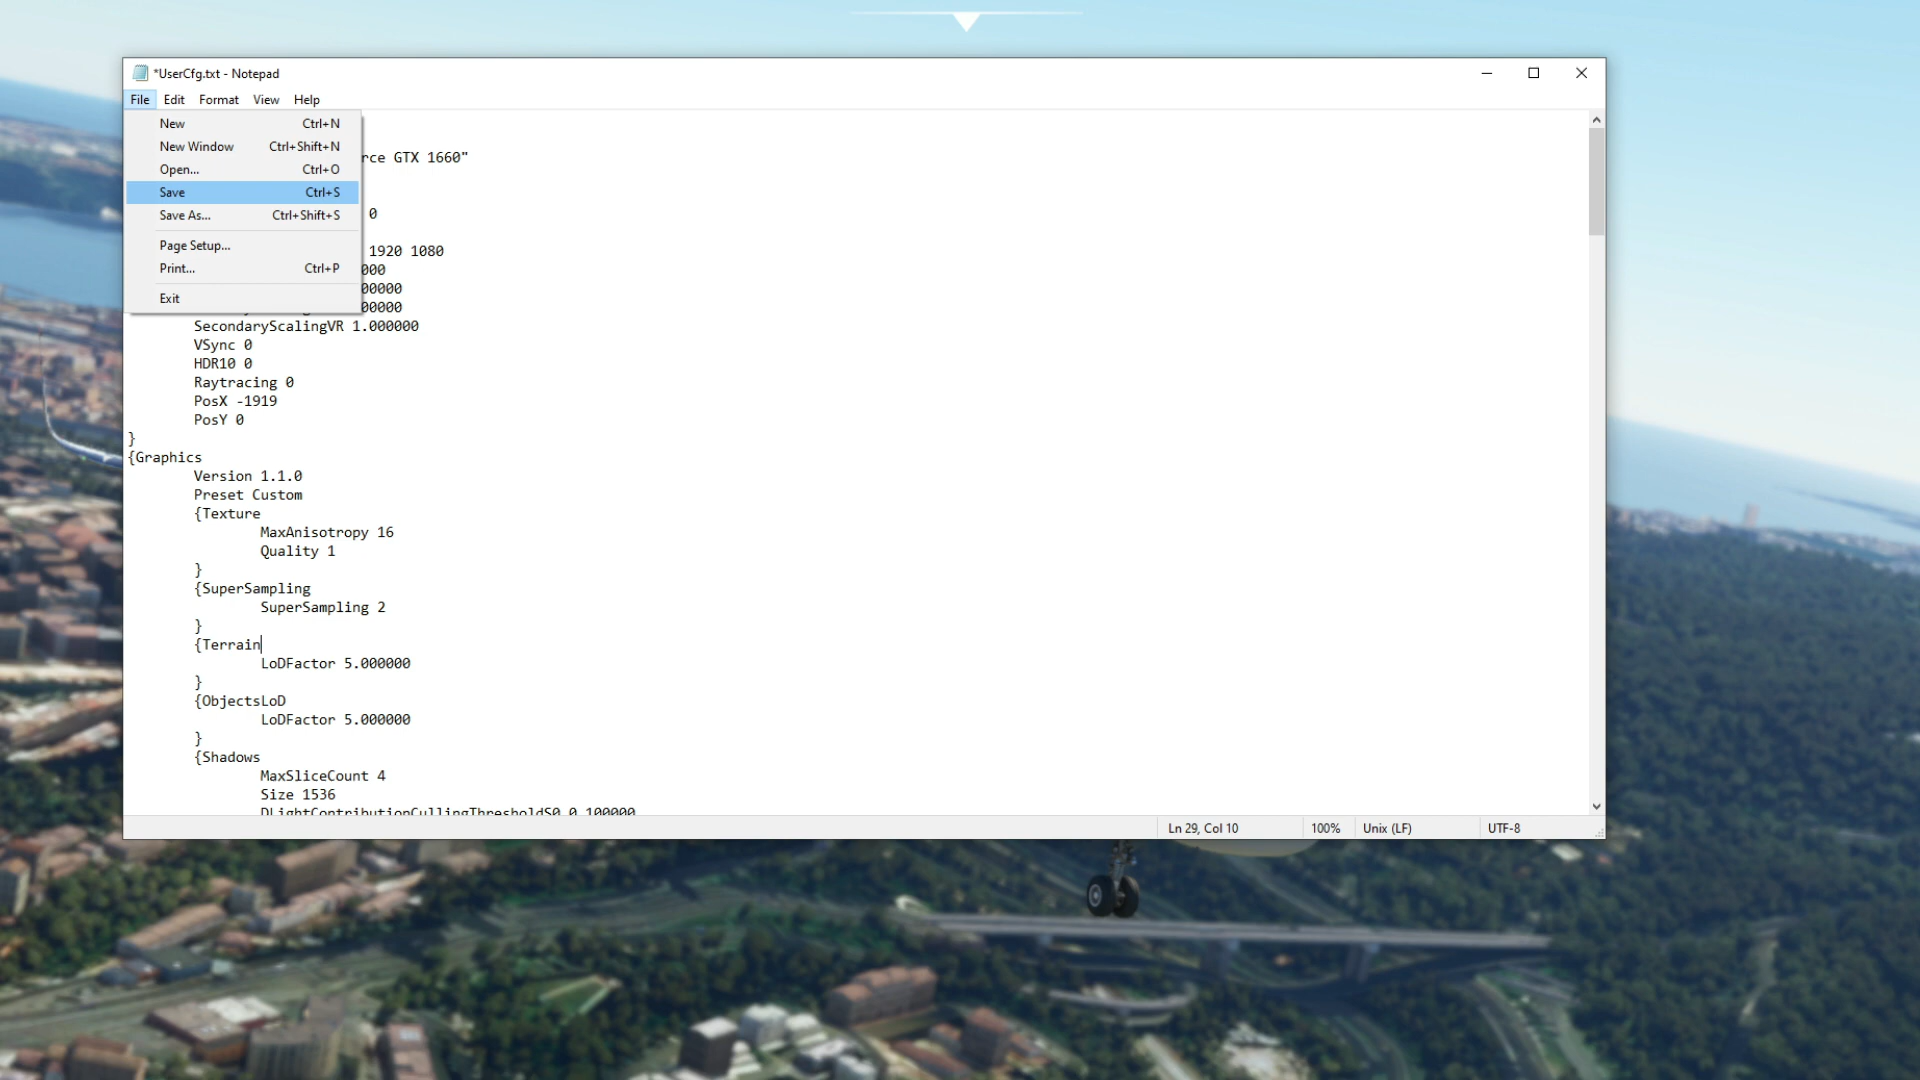 *UserCfg.txt - Notepad
File Edit Format View Help
New Ctrl+N
New Window Ctrl+Shift+N
Open... Ctrl+O
Save Ctrl+S
Save As... Ctrl+Shift+S
Page Setup...
Print... Ctrl+P
Exit
rce GTX 1660"
0
1920 1080
000
00000
00000
SecondaryScalingVR 1.000000
VSync 0
HDR10 0
Raytracing 0
PosX -1919
PosY 0
}
{Graphics
Version 1.1.0
Preset Custom
{Texture
MaxAnisotropy 16
Quality 1
}
{SuperSampling
SuperSampling 2
}
{Terrain
LoDFactor 5.000000
}
{ObjectsLoD
LoDFactor 5.000000
}
{Shadows
MaxSliceCount 4
Size 1536
DLightContributionCullingThresholdS0 0.100000
Ln 29, Col 10 100% Unix (LF) UTF-8